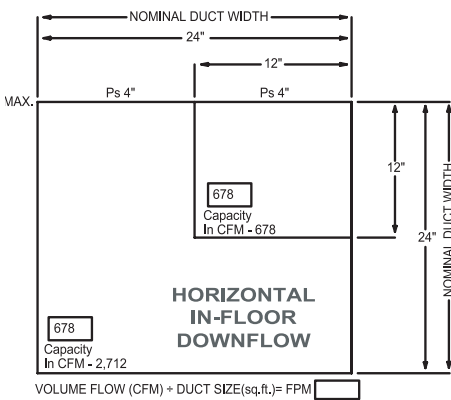 NOMINAL DUCT WIDTH
24"
12"
MAX.
Ps 4" Ps 4"
12"
24"
NOMINAL DUCT WIDTH
678
Capacity
In CFM - 678
HORIZONTAL
IN-FLOOR
DOWNFLOW
678
Capacity
In CFM - 2,712
VOLUME FLOW (CFM) ÷ DUCT SIZE(sq.ft.)= FPM